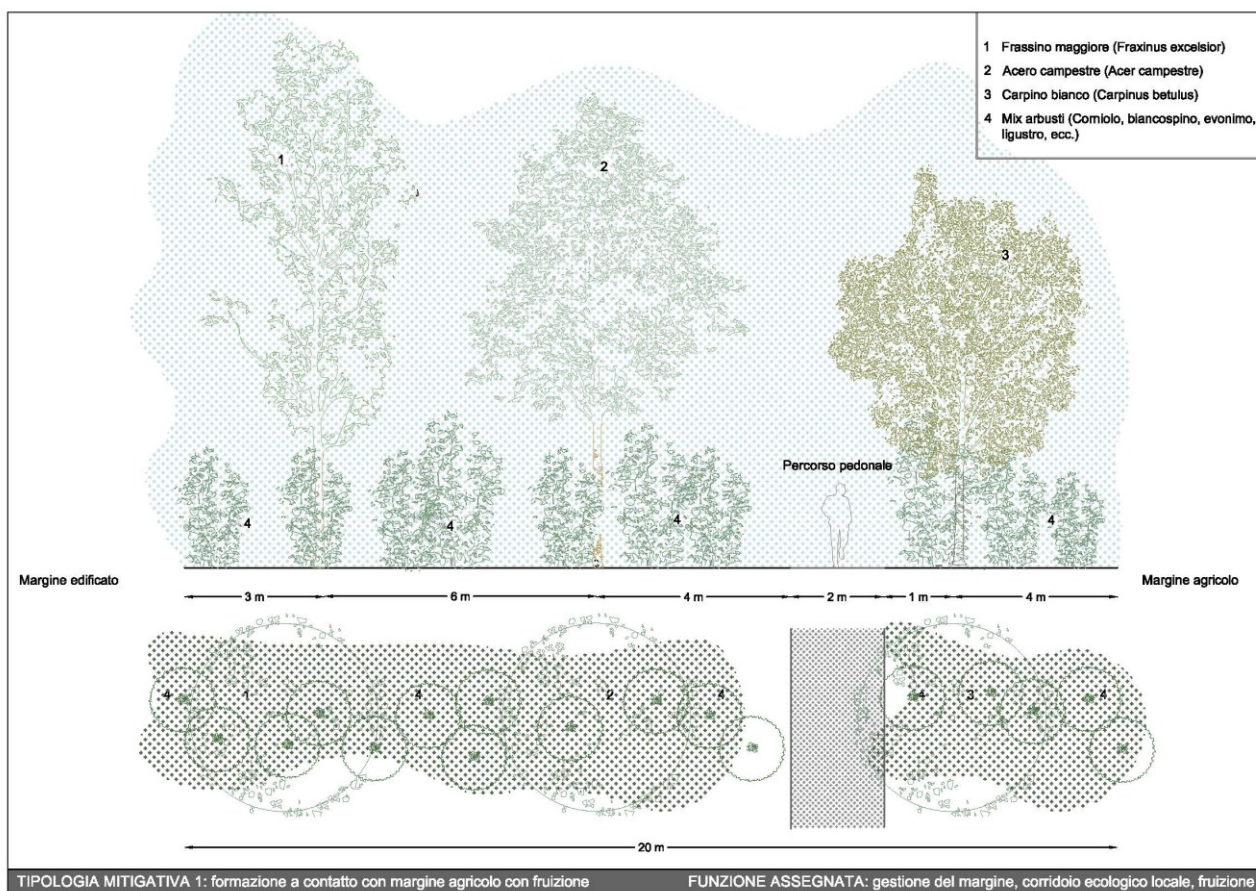 1 Frassino maggiore (Fraxinus excelsior)
2 Acero campestre (Acer campestre)
3 Carpino bianco (Carpinus betulus)
4 Mix arbusti (Corniolo, biancospino, evonimo,
ligustro, ecc.)
1
2
3
Percorso pedonale
4
4
4
4
Margine edificato
Margine agricolo
3 m
6 m
4 m
2 m
1 m
4 m
4
1
4
2
4
4
3
4
20 m
TIPOLOGIA MITIGATIVA 1: formazione a contatto con margine agricolo con fruizione
FUNZIONE ASSEGNATA: gestione del margine, corridoio ecologico locale, fruizione